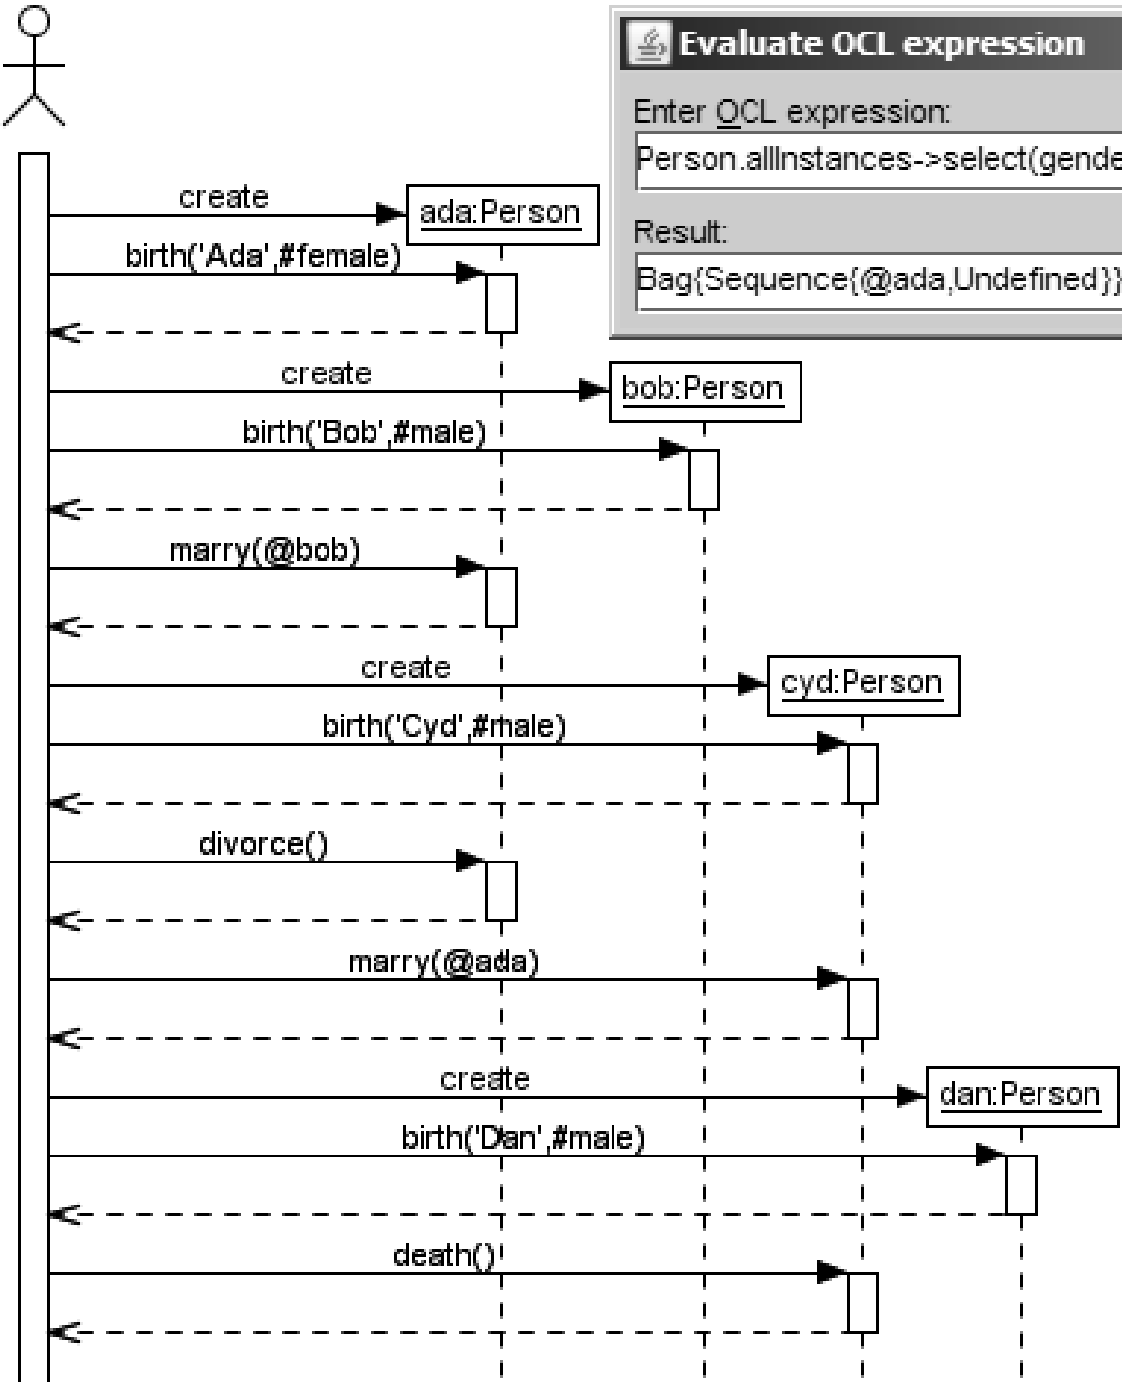 Evaluate OCL expression
Enter OCL expression:
Person.allInstances->select(gende
Result:
Bag{Sequence{@ada,Undefined}}
create
ada:Person
birth('Ada',#female)
create
bob:Person
birth('Bob',#male)
marry(@bob)
create
cyd:Person
birth('Cyd',#male)
divorce()
marry(@ada)
create
dan:Person
birth('Dan',#male)
death()